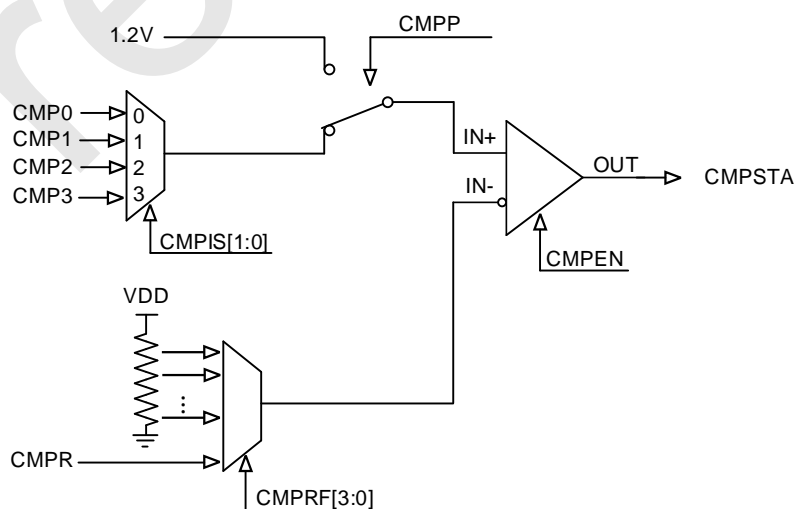 1.2V
CMPP
CMP0
CMP1
CMP2
CMP3
0
1
2
3
IN+
IN-
OUT
CMPSTA
CMPIS[1:0]
CMPEN
VDD
CMPR
CMPRF[3:0]